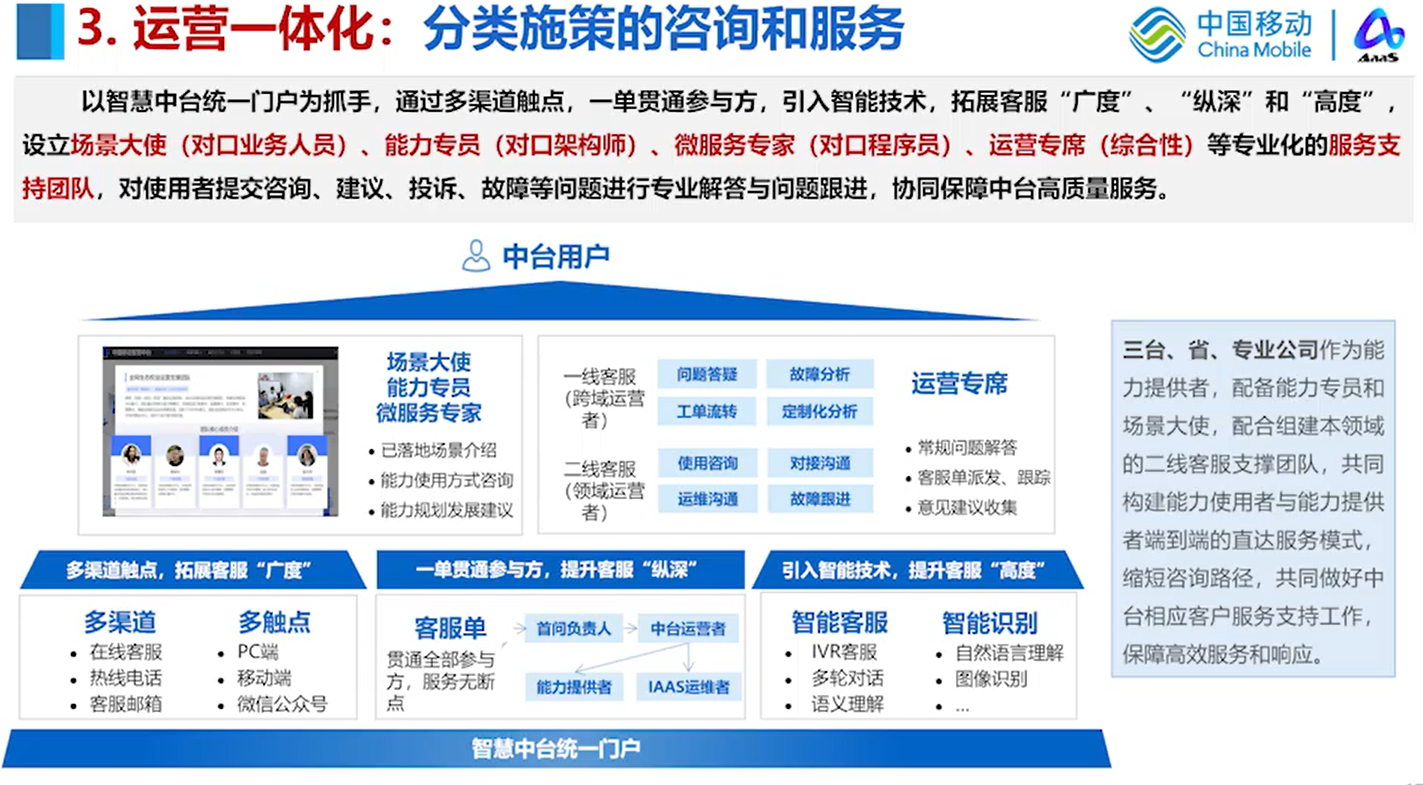 3. 运营一体化：分类施策的咨询和服务
中国移动
China Mobile
AaaS
以智慧中台统一门户为抓手，通过多渠道触点，一单贯通参与方，引入智能技术，拓展客服“广度”、“纵深”和“高度”，
设立场景大使（对口业务人员）、能力专员（对口架构师）、微服务专家（对口程序员）、运营专席（综合性）等专业化的服务支
持团队，对使用者提交咨询、建议、投诉、故障等问题进行专业解答与问题跟进，协同保障中台高质量服务。
中台用户
场景大使
能力专员
微服务专家
• 已落地场景介绍
• 能力使用方式咨询
• 能力规划发展建议
一线客服
（跨域运营
者）
问题答疑
故障分析
工单流转
定制化分析
二线客服
（领域运营
者）
使用咨询
对接沟通
运维沟通
故障跟进
运营专席
• 常规问题解答
• 客服单派发、跟踪
• 意见建议收集
三台、省、专业公司作为能
力提供者，配备能力专员和
场景大使，配合组建本领域
的二线客服支撑团队，共同
构建能力使用者与能力提供
者端到端的直达服务模式，
缩短咨询路径，共同做好中
台相应客户服务支持工作，
保障高效服务和响应。
多渠道触点，拓展客服“广度”
多渠道
• 在线客服
• 热线电话
• 客服邮箱
多触点
• PC端
• 移动端
• 微信公众号
一单贯通参与方，提升客服“纵深”
客服单
贯通全部参与
方，服务无断
点
首问负责人
中台运营者
能力提供者
IAAS运维者
引入智能技术，提升客服“高度”
智能客服
• IVR客服
• 多轮对话
• 语义理解
智能识别
• 自然语言理解
• 图像识别
• ...
智慧中台统一门户